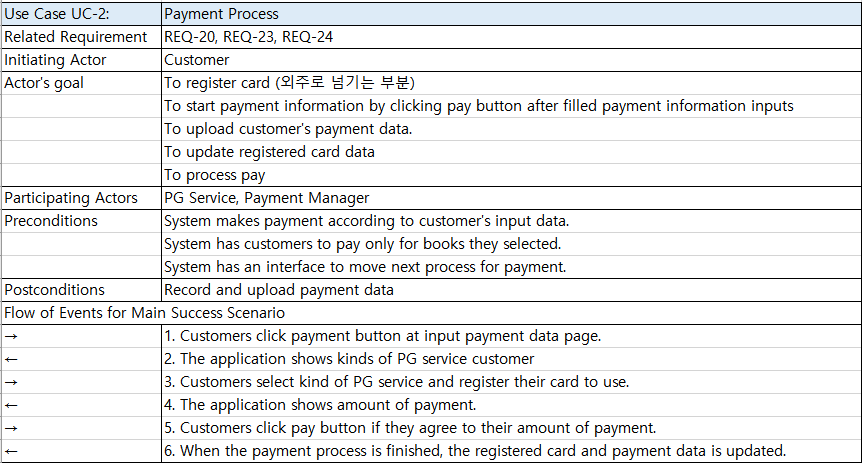 Use Case UC-2: Payment Process
Related Requirement REQ-20, REQ-23, REQ-24
Initiating Actor Customer
Actor's goal To register card (외주로 넘기는 부분)
To start payment information by clicking pay button after filled payment information inputs
To upload customer's payment data.
To update registered card data
To process pay
Participating Actors PG Service, Payment Manager
Preconditions System makes payment according to customer's input data.
System has customers to pay only for books they selected.
System has an interface to move next process for payment.
Postconditions Record and upload payment data
Flow of Events for Main Success Scenario
→ 1. Customers click payment button at input payment data page.
← 2. The application shows kinds of PG service customer
→ 3. Customers select kind of PG service and register their card to use.
← 4. The application shows amount of payment.
→ 5. Customers click pay button if they agree to their amount of payment.
← 6. When the payment process is finished, the registered card and payment data is updated.